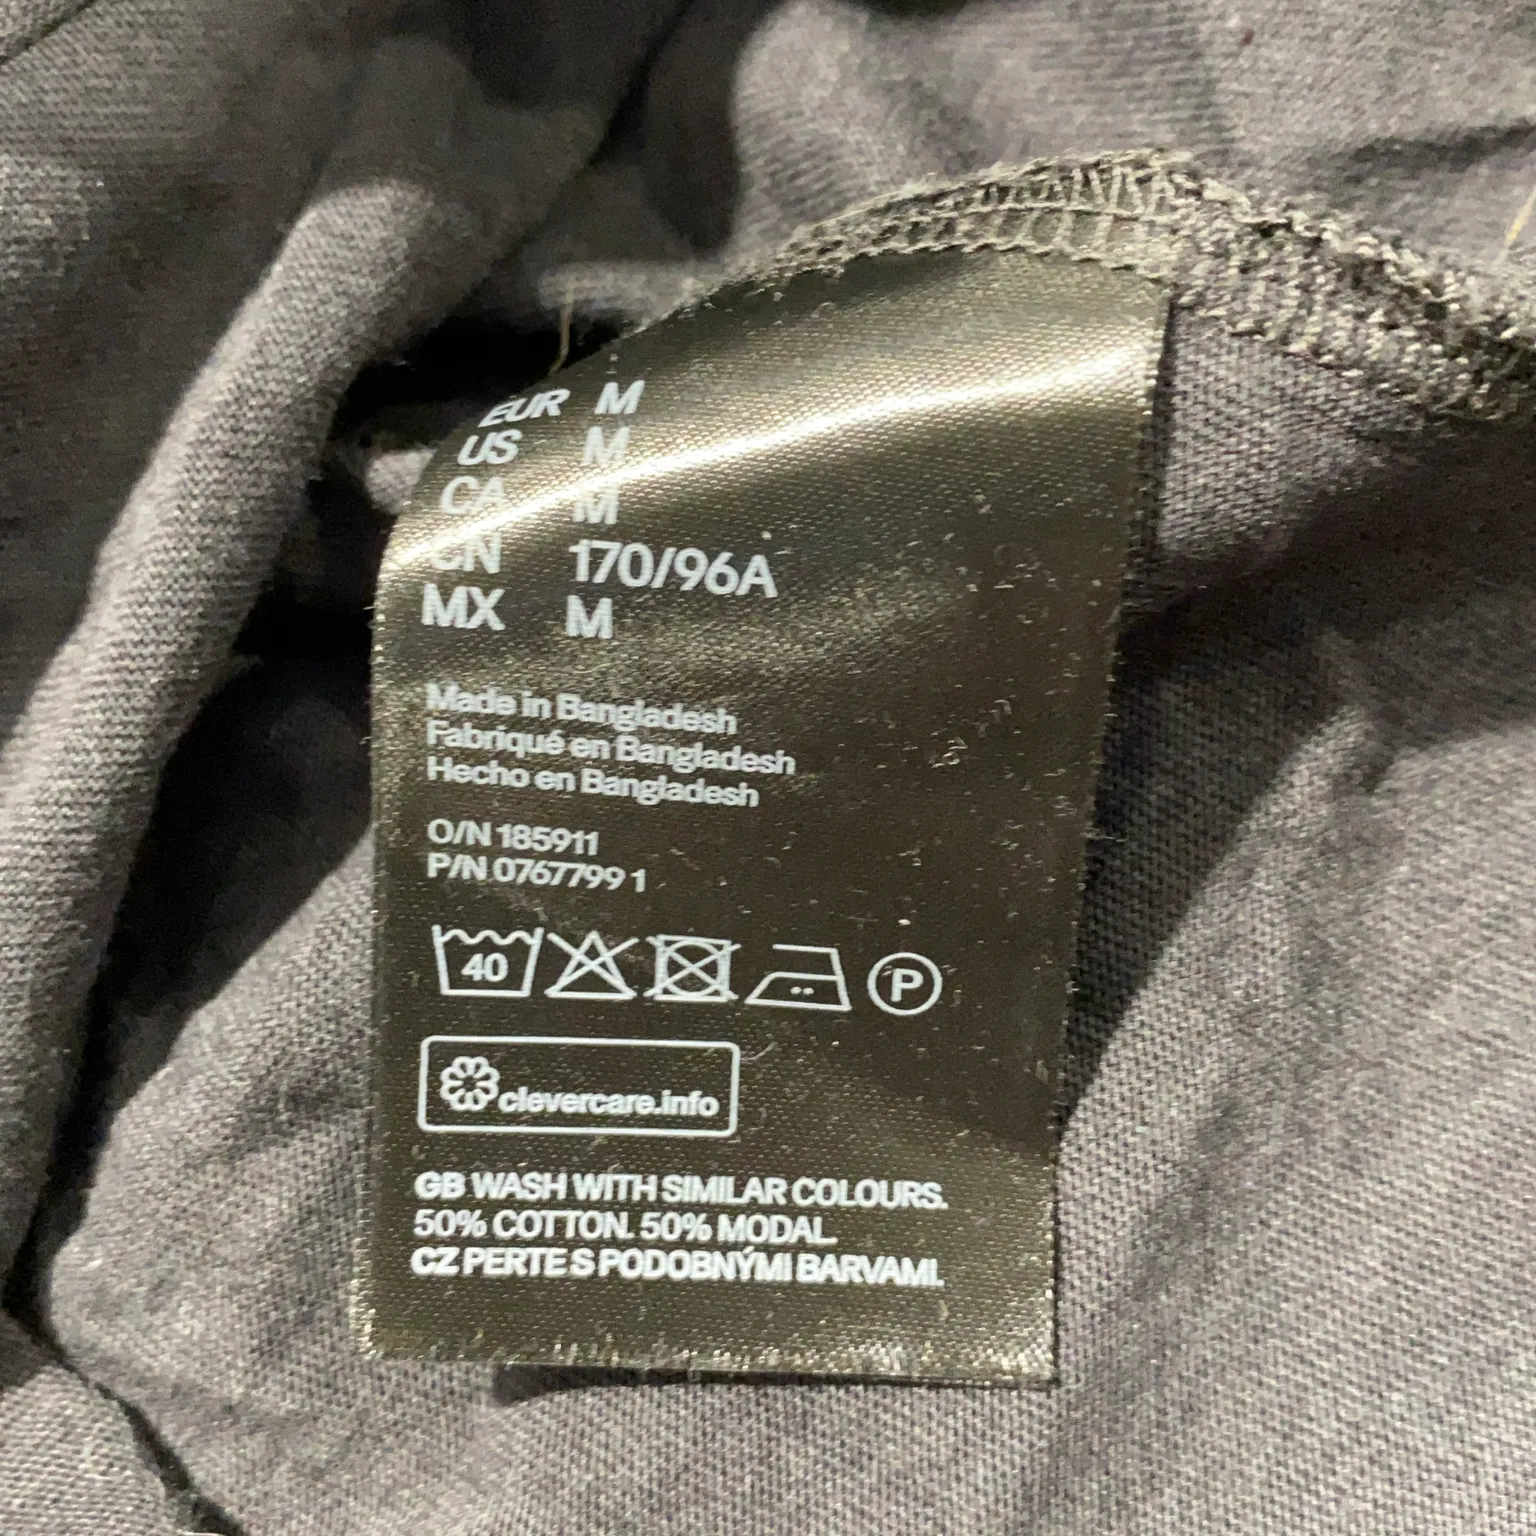 EUR M
US M
CA M
CN 170/96A
MX M
Made in Bangladesh
Fabriqué en Bangladesh
Hecho en Bangladesh
O/N 185911
P/N 0767799 1
40
P
clevercare.info
GB WASH WITH SIMILAR COLOURS.
50% COTTON. 50% MODAL.
CZ PERTE S PODOBNÝMI BARVAMI.